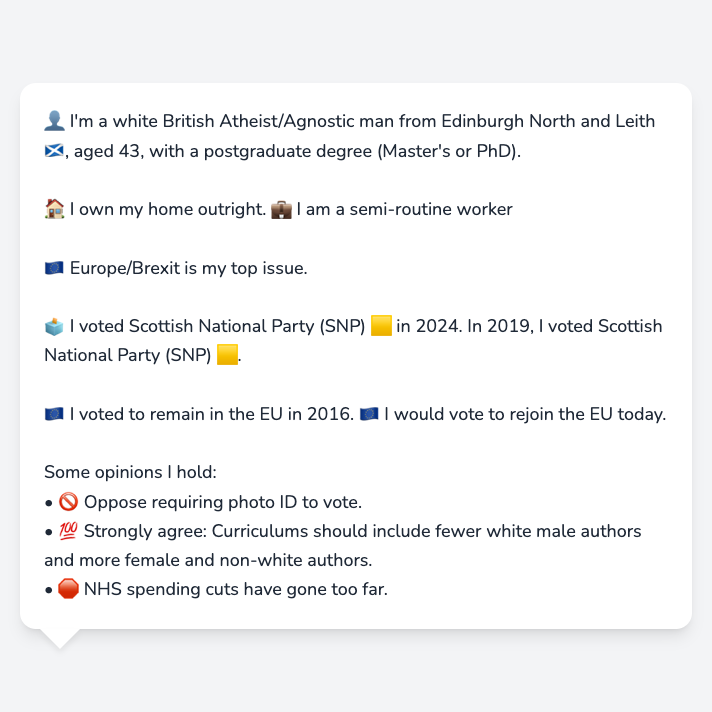 👤 I'm a white British Atheist/Agnostic man from Edinburgh North and Leith
🏴󠁧󠁢󠁳󠁣󠁴󠁿, aged 43, with a postgraduate degree (Master's or PhD).
🏠 I own my home outright. 💼 I am a semi-routine worker
🇪🇺 Europe/Brexit is my top issue.
🗳️ I voted Scottish National Party (SNP) 🟨 in 2024. In 2019, I voted Scottish
National Party (SNP) 🟨.
🇪🇺 I voted to remain in the EU in 2016. 🇪🇺 I would vote to rejoin the EU today.
Some opinions I hold:
• 🚫 Oppose requiring photo ID to vote.
• 💯 Strongly agree: Curriculums should include fewer white male authors
and more female and non-white authors.
• 🛑 NHS spending cuts have gone too far.